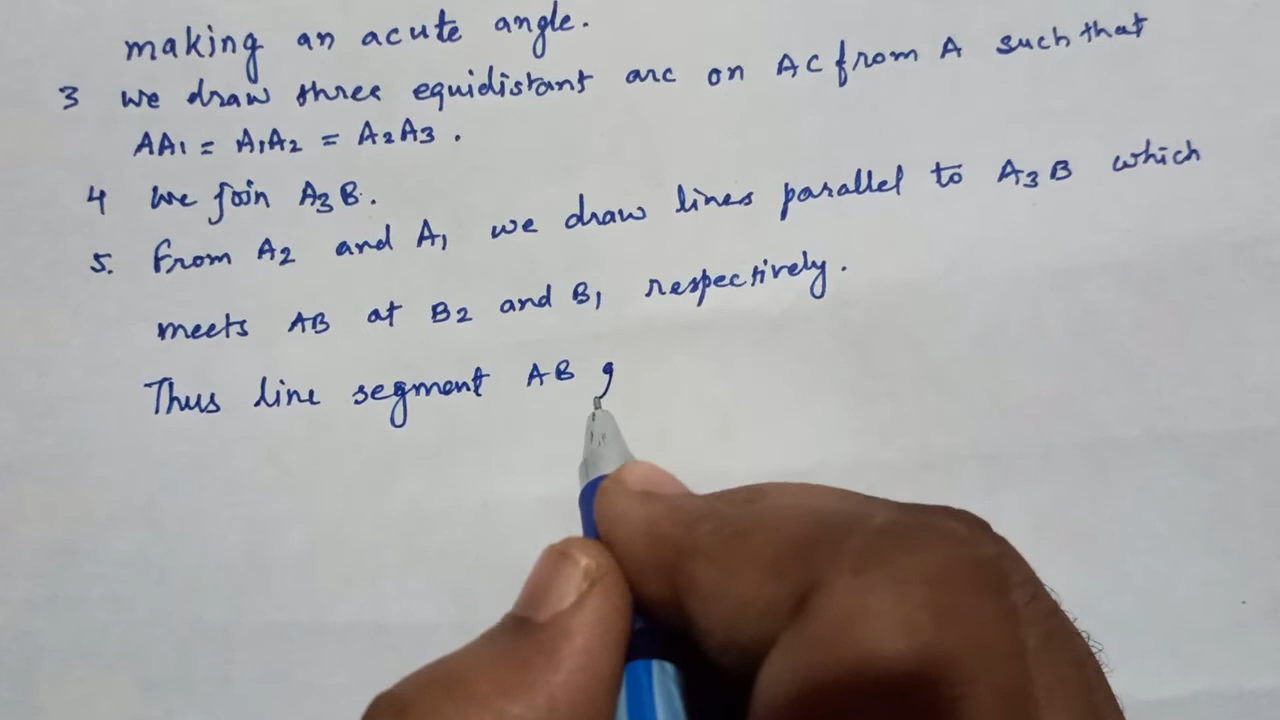 making an acute angle.
3 We draw three equidistant arc on AC from A such that
AA1 = A1A2 = A2A3.
4 We join A3B.
5. From A2 and A1 we draw lines parallel to A3B which
meets AB at B2 and B1 respectively.
Thus line segment AB